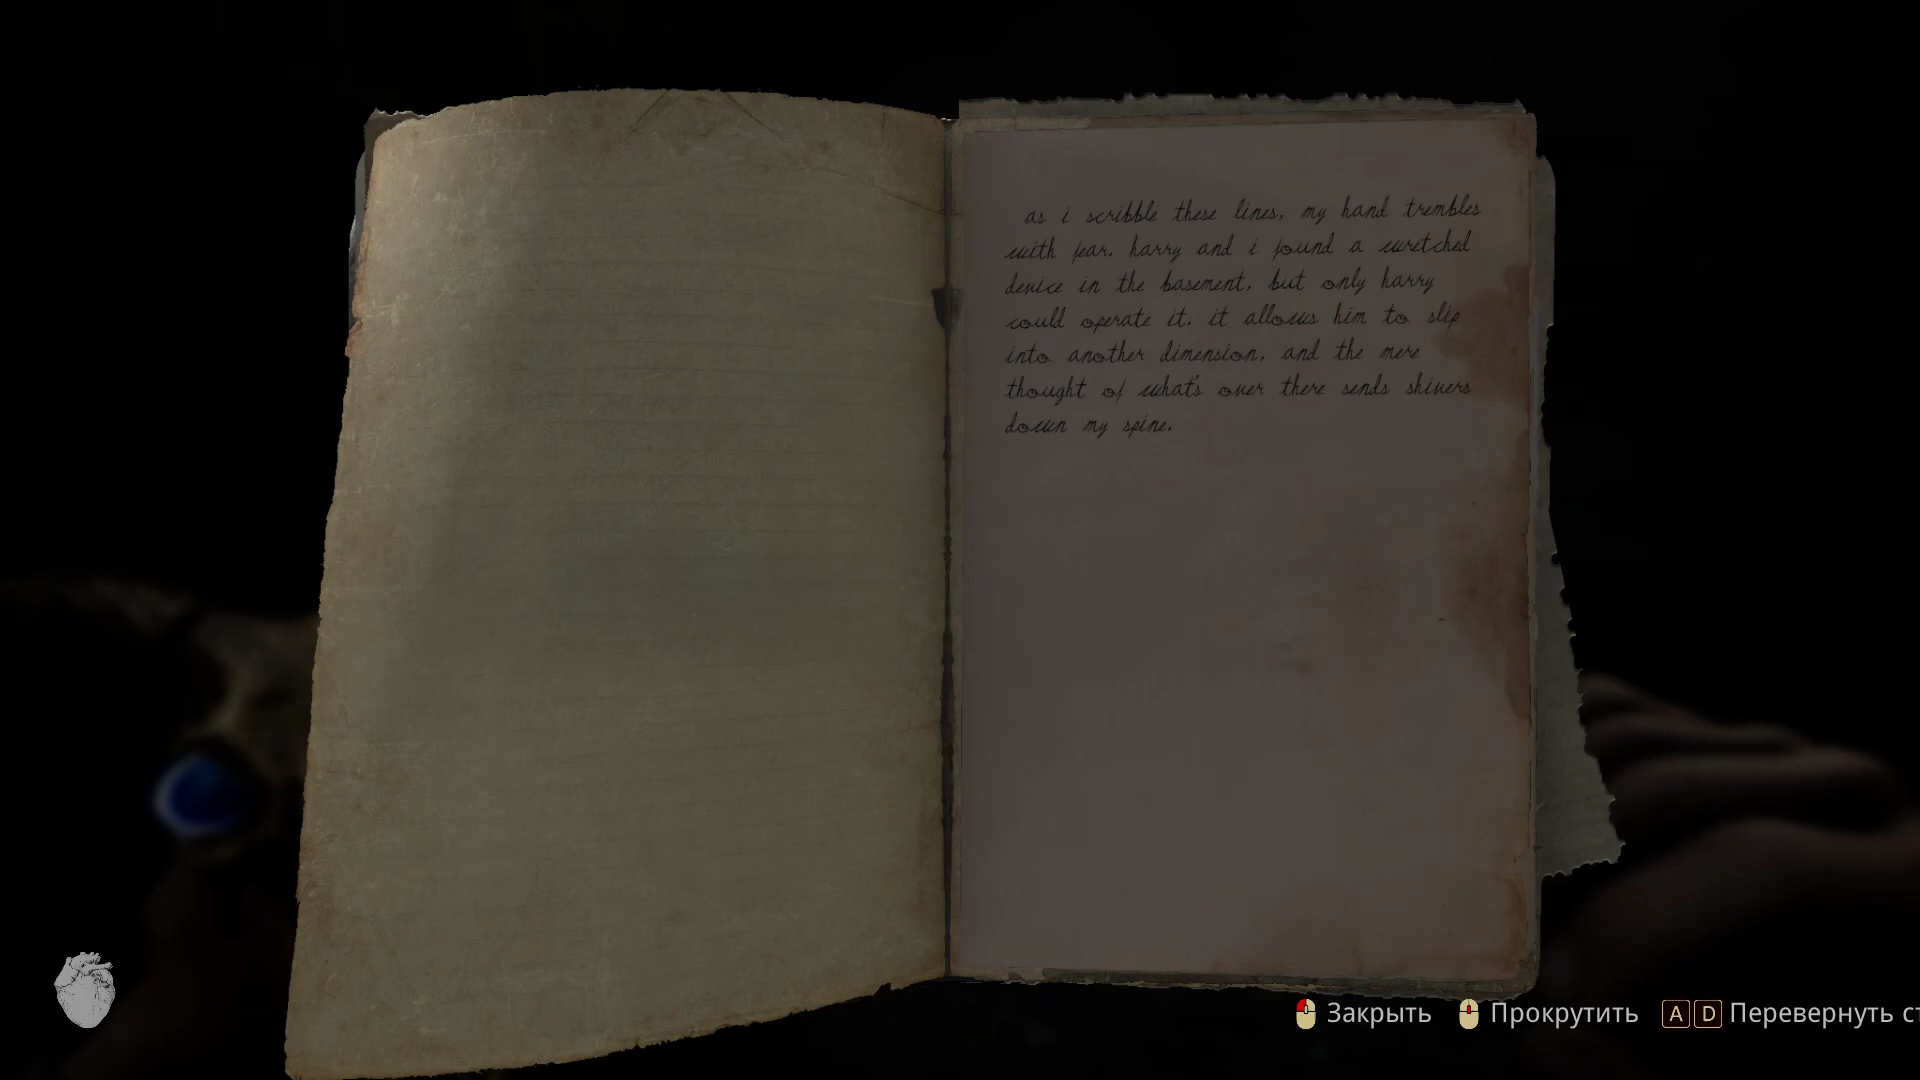 as i scribble these lines, my hand trembles
with fear. harry and i found a wretched
device in the basement, but only harry
could operate it. it allows him to slip
into another dimension, and the mere
thought of what's over there sends shivers
down my spine.
Закрыть Прокрутить A D Перевернуть ст